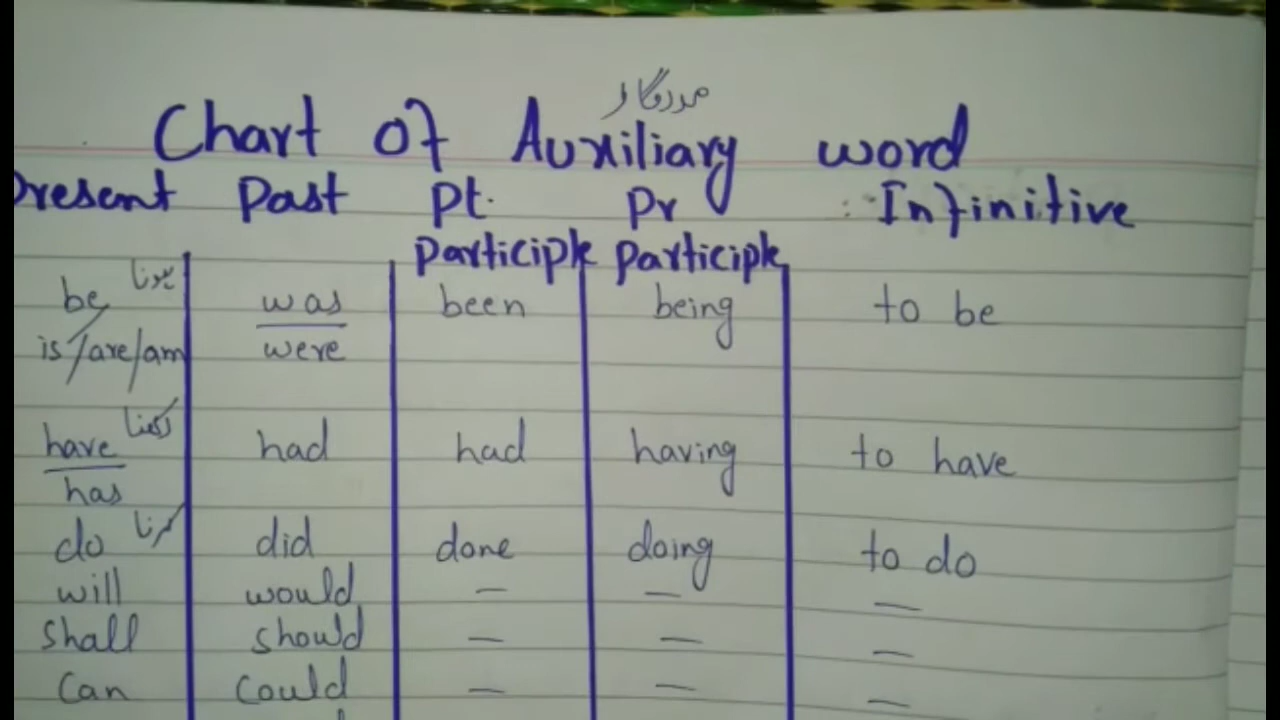 مددگار
Chart Of Auxiliary word
Present Past Pt. Pr Infinitive
participle participle
be ہونا was been being to be
is/are/am were
have رکھنا had had having to have
has
do کرنا did done doing to do
will would — — —
shall should — — —
can could — — —